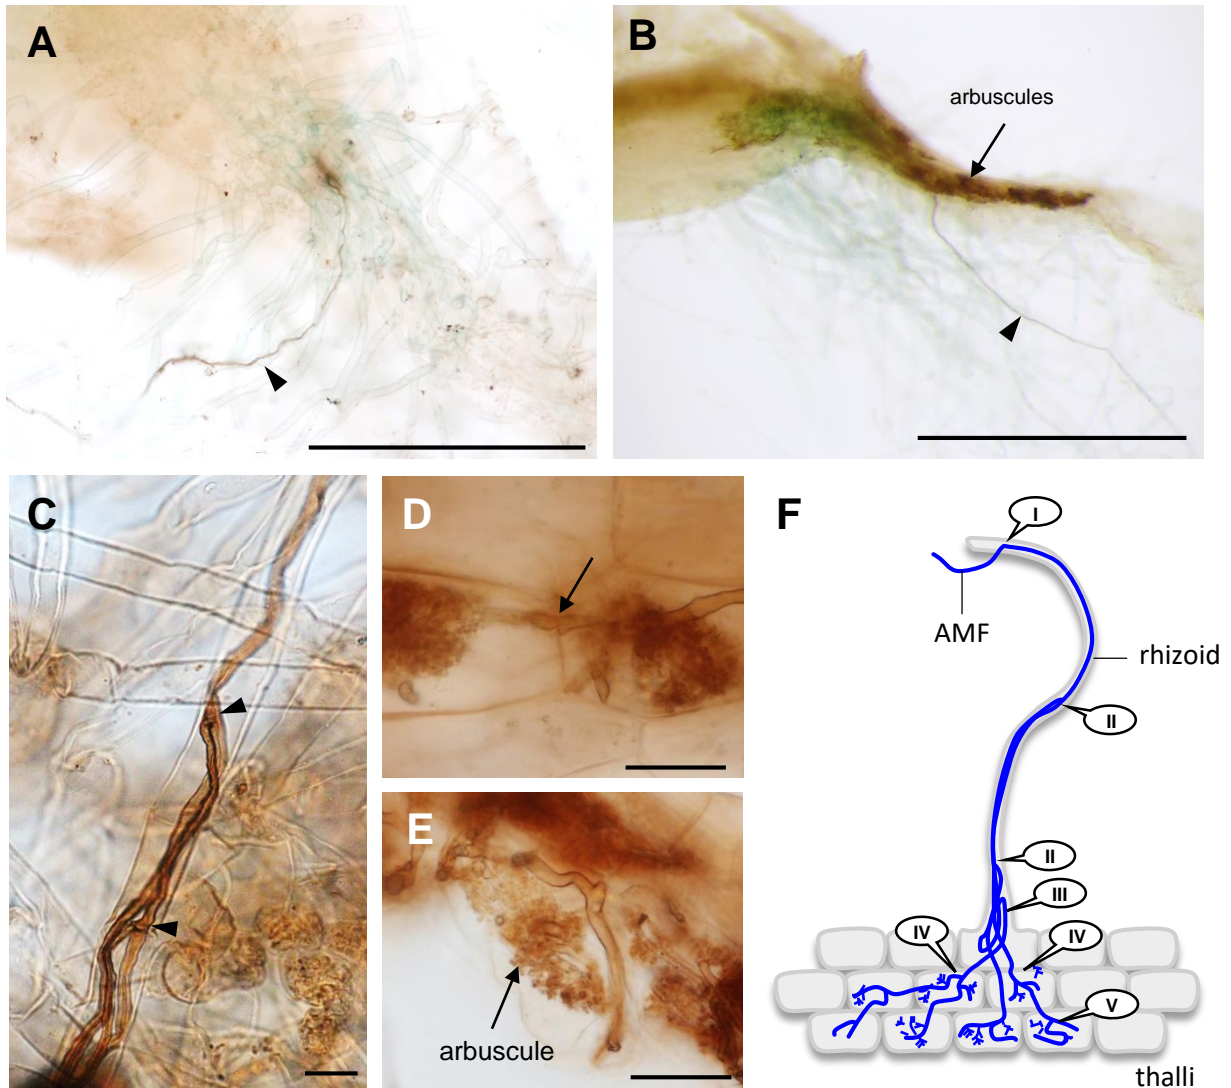 A
B
arbuscules
C
D
E
arbuscule
F
I
AMF
rhizoid
II
II
III
IV
IV
V
thalli